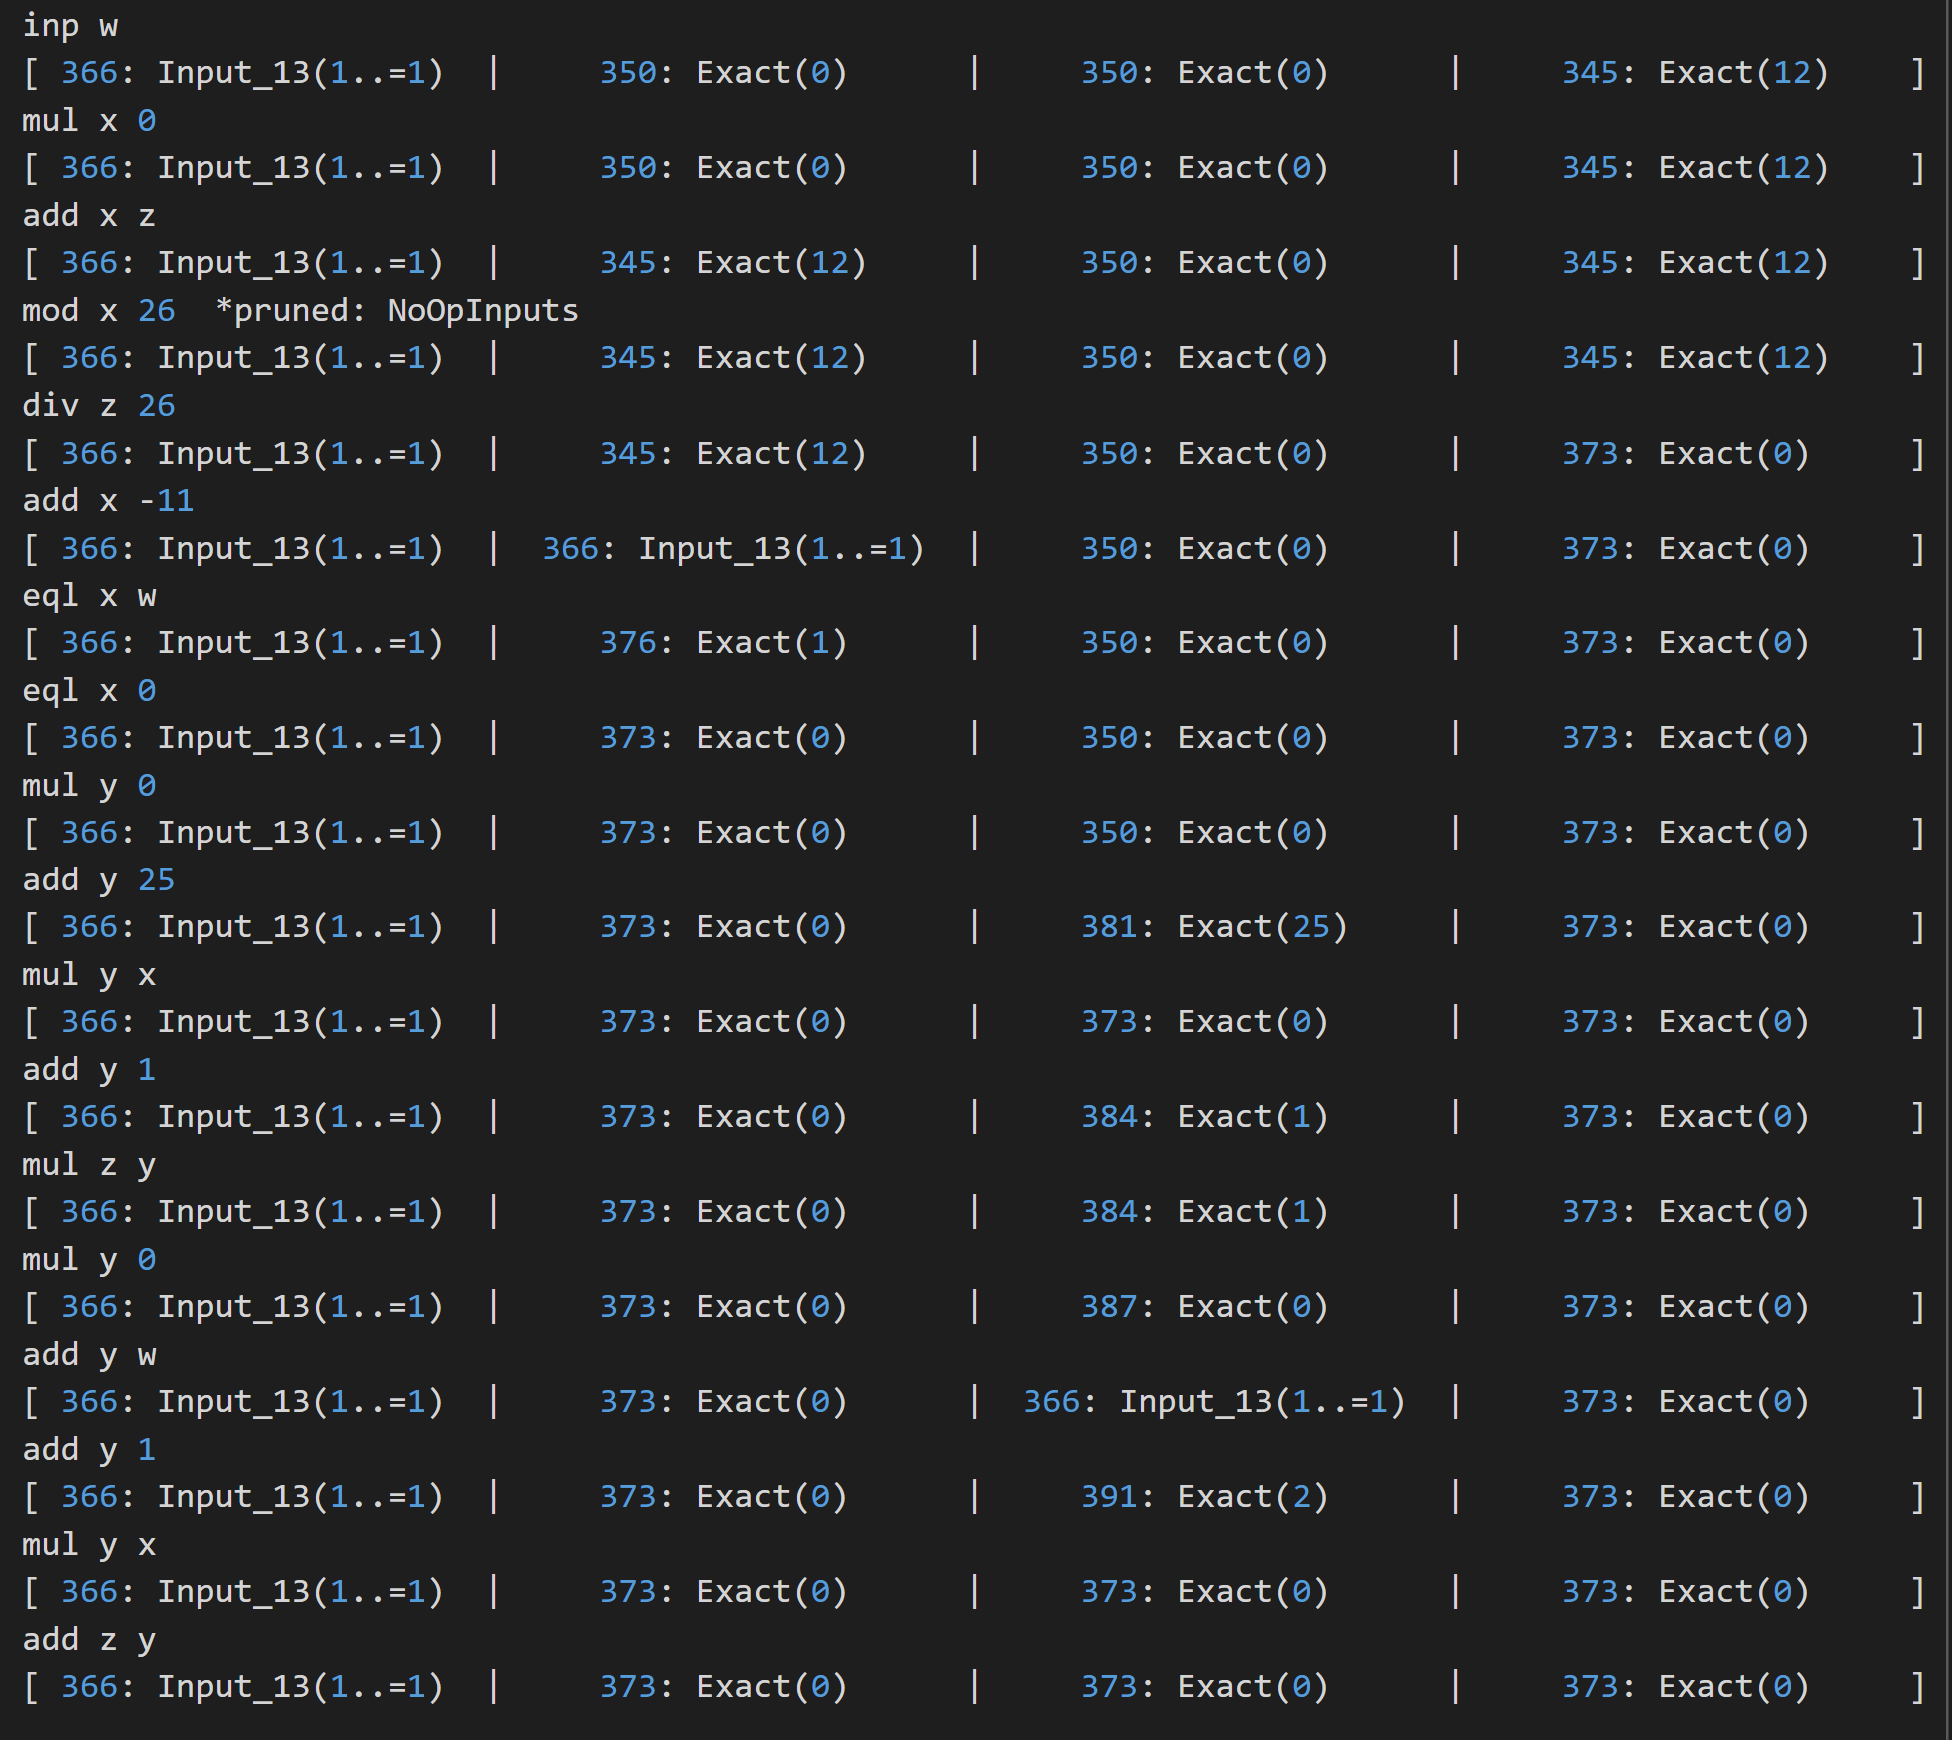 inp w
[ 366: Input_13(1..=1)  |     350: Exact(0)      |     350: Exact(0)      |     345: Exact(12)    ]
mul x 0
[ 366: Input_13(1..=1)  |     350: Exact(0)      |     350: Exact(0)      |     345: Exact(12)    ]
add x z
[ 366: Input_13(1..=1)  |     345: Exact(12)     |     350: Exact(0)      |     345: Exact(12)    ]
mod x 26  *pruned: NoOpInputs
[ 366: Input_13(1..=1)  |     345: Exact(12)     |     350: Exact(0)      |     345: Exact(12)    ]
div z 26
[ 366: Input_13(1..=1)  |     345: Exact(12)     |     350: Exact(0)      |     373: Exact(0)     ]
add x -11
[ 366: Input_13(1..=1)  |  366: Input_13(1..=1)  |     350: Exact(0)      |     373: Exact(0)     ]
eql x w
[ 366: Input_13(1..=1)  |     376: Exact(1)      |     350: Exact(0)      |     373: Exact(0)     ]
eql x 0
[ 366: Input_13(1..=1)  |     373: Exact(0)      |     350: Exact(0)      |     373: Exact(0)     ]
mul y 0
[ 366: Input_13(1..=1)  |     373: Exact(0)      |     350: Exact(0)      |     373: Exact(0)     ]
add y 25
[ 366: Input_13(1..=1)  |     373: Exact(0)      |     381: Exact(25)     |     373: Exact(0)     ]
mul y x
[ 366: Input_13(1..=1)  |     373: Exact(0)      |     373: Exact(0)      |     373: Exact(0)     ]
add y 1
[ 366: Input_13(1..=1)  |     373: Exact(0)      |     384: Exact(1)      |     373: Exact(0)     ]
mul z y
[ 366: Input_13(1..=1)  |     373: Exact(0)      |     384: Exact(1)      |     373: Exact(0)     ]
mul y 0
[ 366: Input_13(1..=1)  |     373: Exact(0)      |     387: Exact(0)      |     373: Exact(0)     ]
add y w
[ 366: Input_13(1..=1)  |     373: Exact(0)      |  366: Input_13(1..=1)  |     373: Exact(0)     ]
add y 1
[ 366: Input_13(1..=1)  |     373: Exact(0)      |     391: Exact(2)      |     373: Exact(0)     ]
mul y x
[ 366: Input_13(1..=1)  |     373: Exact(0)      |     373: Exact(0)      |     373: Exact(0)     ]
add z y
[ 366: Input_13(1..=1)  |     373: Exact(0)      |     373: Exact(0)      |     373: Exact(0)     ]